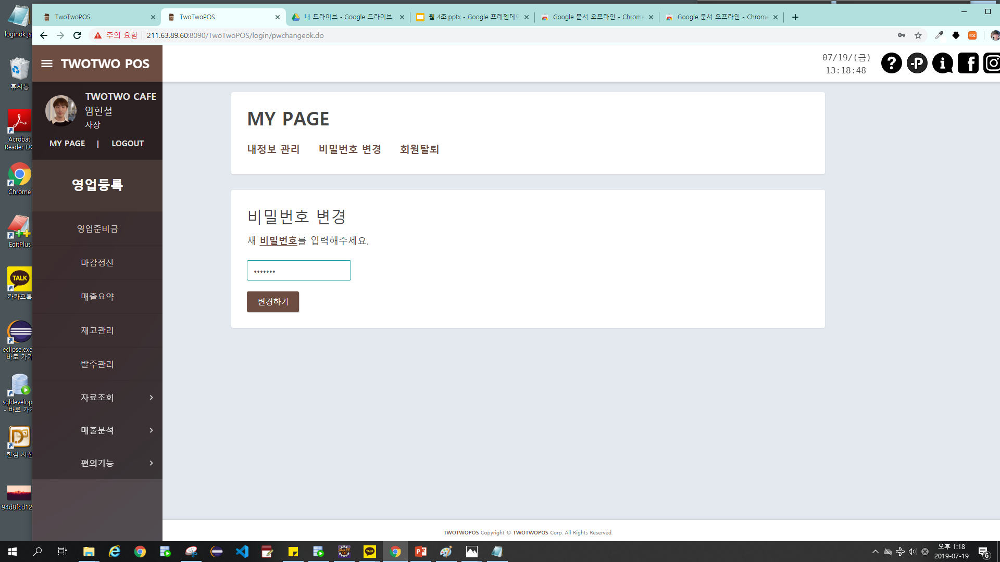 TwoTwoPOS
TwoTwoPOS
내 드라이브 - Google 드라이브
웹 4조.pptx - Google 프레젠테이
Google 문서 오프라인 - Chrome
Google 문서 오프라인 - Chrome
주의 요함 | 211.63.89.60:8090/TwoTwoPOS/login/pwchangeok.do
loginok.js
휴지통
Acrobat
Reader DC
Chrome
EditPlus
TALK
카카오톡
eclipse.exe
바로 가기
sqldevelop
- 바로 가기
한컴 사전
94d8fcd12
TWOTWO POS
TWOTWO CAFE
엄현철
사장
MY PAGE | LOGOUT
영업등록
영업준비금
마감정산
매출요약
재고관리
발주관리
자료조회
매출분석
편의기능
07/19/(금)
13:18:48
MY PAGE
내정보 관리 비밀번호 변경 회원탈퇴
비밀번호 변경
새 비밀번호를 입력해주세요.
•••••••
변경하기
TWOTWOPOS Copyright © TWOTWOPOS Corp. All Rights Reserved.
TALK
오후 1:18
2019-07-19
6